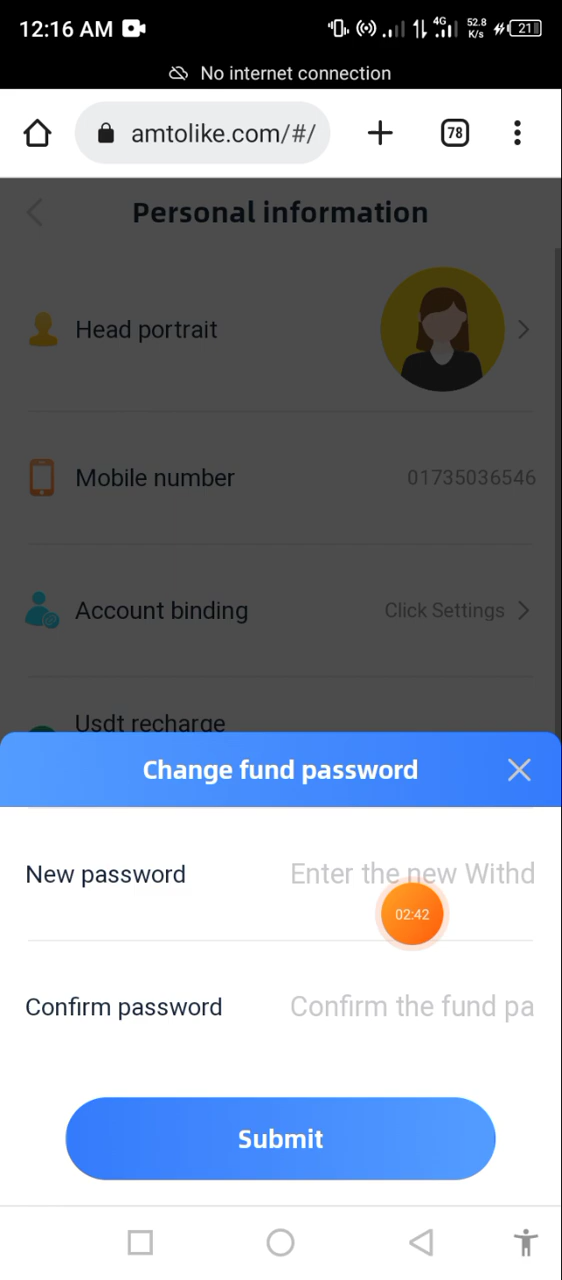 12:16 AM 4G 52.8 K/s 21
No internet connection
amtolike.com/#/ 78
Personal information
Head portrait
Mobile number 01735036546
Account binding Click Settings
Usdt recharge
Change fund password
New password Enter the new Withd
02:42
Confirm password Confirm the fund pa
Submit